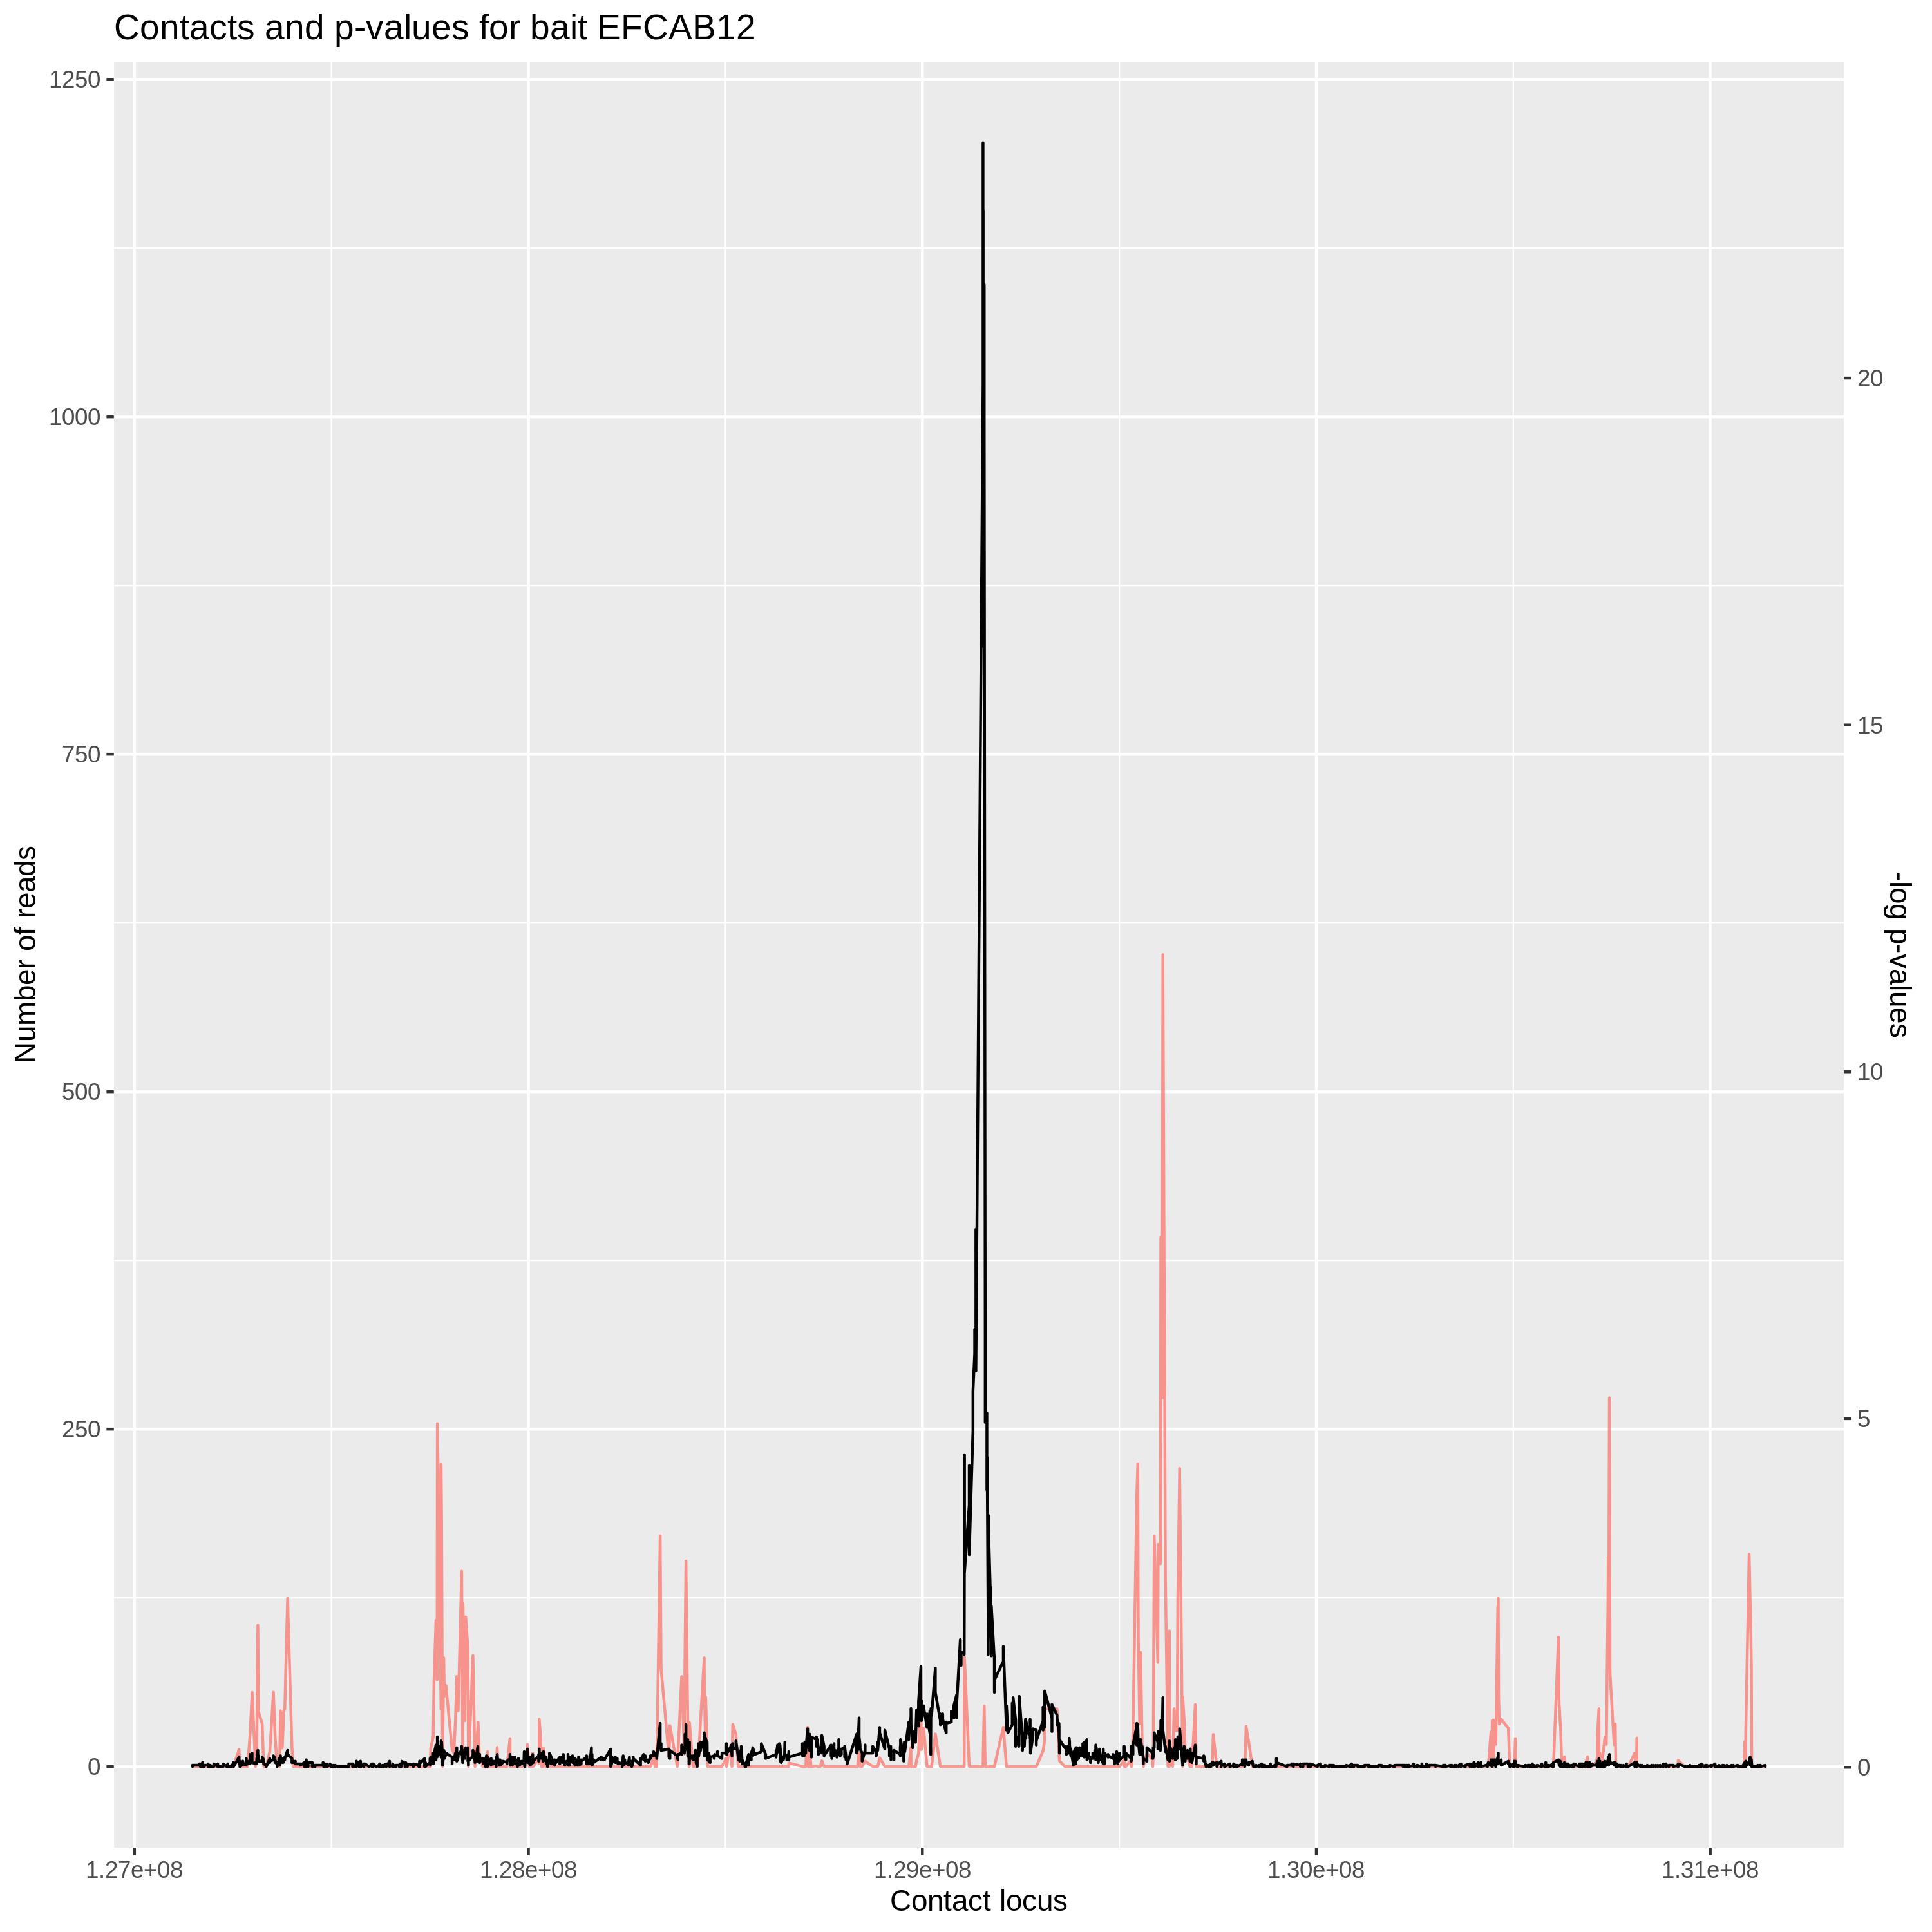 Contacts and p-values for bait EFCAB12
1250
1000
750
500
250
0
Number of reads
20
15
10
5
0
-log p-values
1.27e+08 1.28e+08 1.29e+08 1.30e+08 1.31e+08
Contact locus